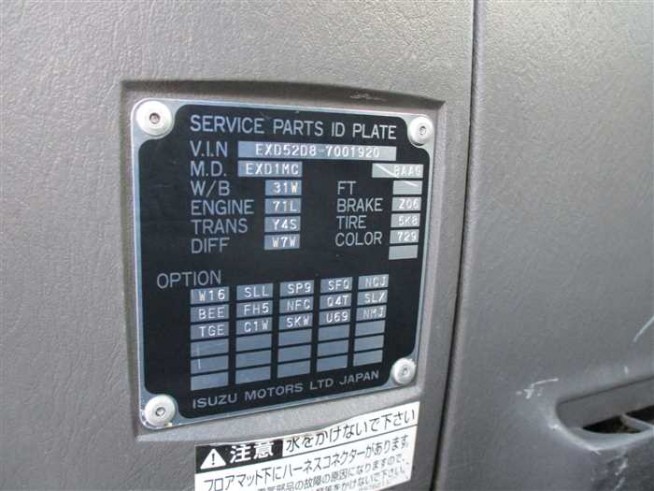 SERVICE PARTS ID PLATE
V.I.N EXD52D8-7001920
M.D. EXD1MC
W/B 31W FT
ENGINE 71L BRAKE Z06
TRANS Y4S TIRE 5K8
DIFF W7W COLOR 729
OPTION
W16 SLL SP9 SFQ NCJ
BEE FH5 NFC Q4T SLX
TGE C1W SKW U69 NMJ
ISUZU MOTORS LTD JAPAN
注意 水をかけないで下さい
フロアマット下にハーネスコネクターがあります。